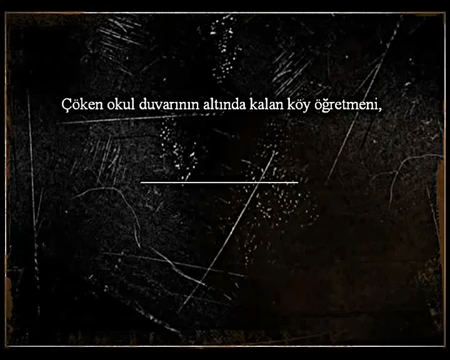 Çöken okul duvarının altında kalan köy öğretmeni,